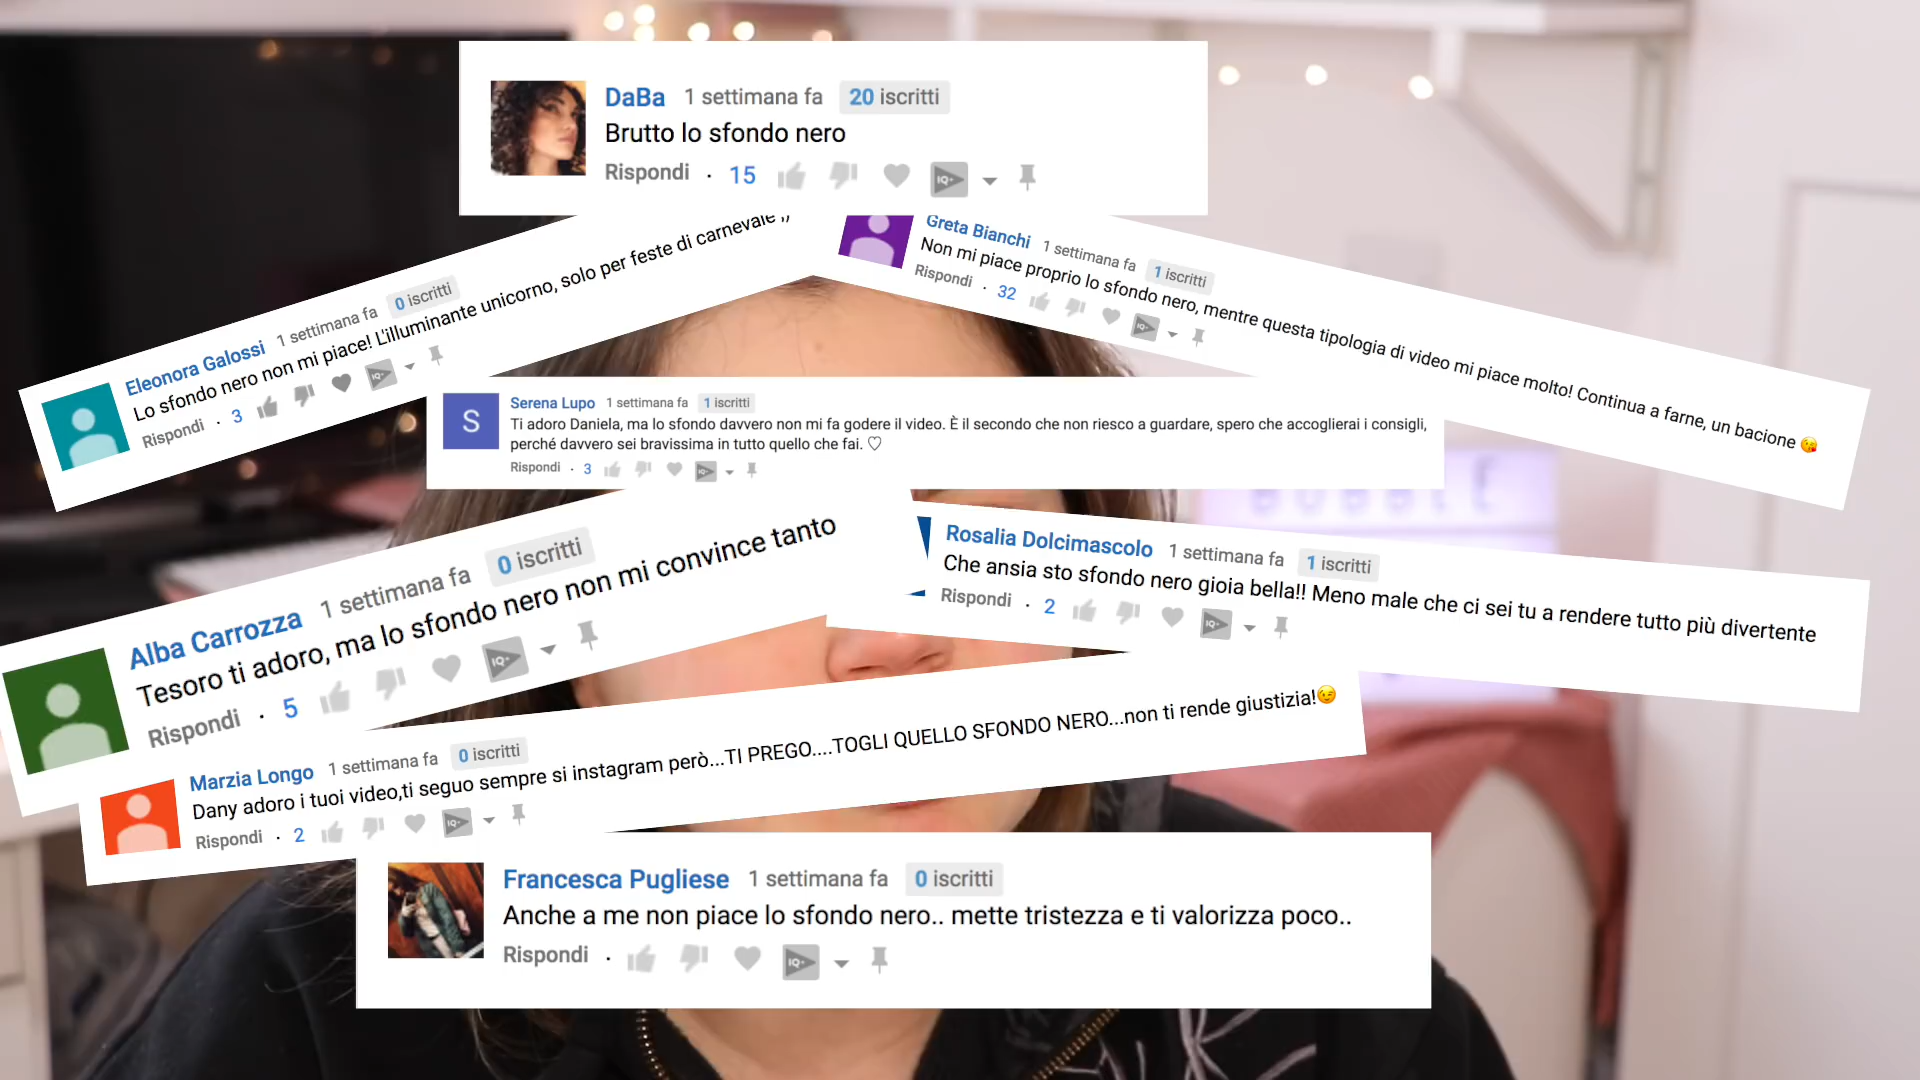 DaBa 1 settimana fa 20 iscritti
Brutto lo sfondo nero
Rispondi · 15
Eleonora Galossi 1 settimana fa 0 iscritti
Lo sfondo nero non mi piace! L'illuminante unicorno, solo per feste di carnevale ;)
Rispondi · 3
Greta Bianchi 1 settimana fa 1 iscritti
Non mi piace proprio lo sfondo nero, mentre questa tipologia di video mi piace molto! Continua a farne, un bacione 😘
Rispondi · 32
S
Serena Lupo 1 settimana fa 1 iscritti
Ti adoro Daniela, ma lo sfondo davvero non mi fa godere il video. È il secondo che non riesco a guardare, spero che accoglierai i consigli,
perché davvero sei bravissima in tutto quello che fai. ♡
Rispondi · 3
Alba Carrozza 1 settimana fa 0 iscritti
Tesoro ti adoro, ma lo sfondo nero non mi convince tanto
Rispondi · 5
Rosalia Dolcimascolo 1 settimana fa 1 iscritti
Che ansia sto sfondo nero gioia bella!! Meno male che ci sei tu a rendere tutto più divertente
Rispondi · 2
Marzia Longo 1 settimana fa 0 iscritti
Dany adoro i tuoi video,ti seguo sempre si instagram però...TI PREGO....TOGLI QUELLO SFONDO NERO...non ti rende giustizia!😉
Rispondi · 2
Francesca Pugliese 1 settimana fa 0 iscritti
Anche a me non piace lo sfondo nero.. mette tristezza e ti valorizza poco..
Rispondi ·